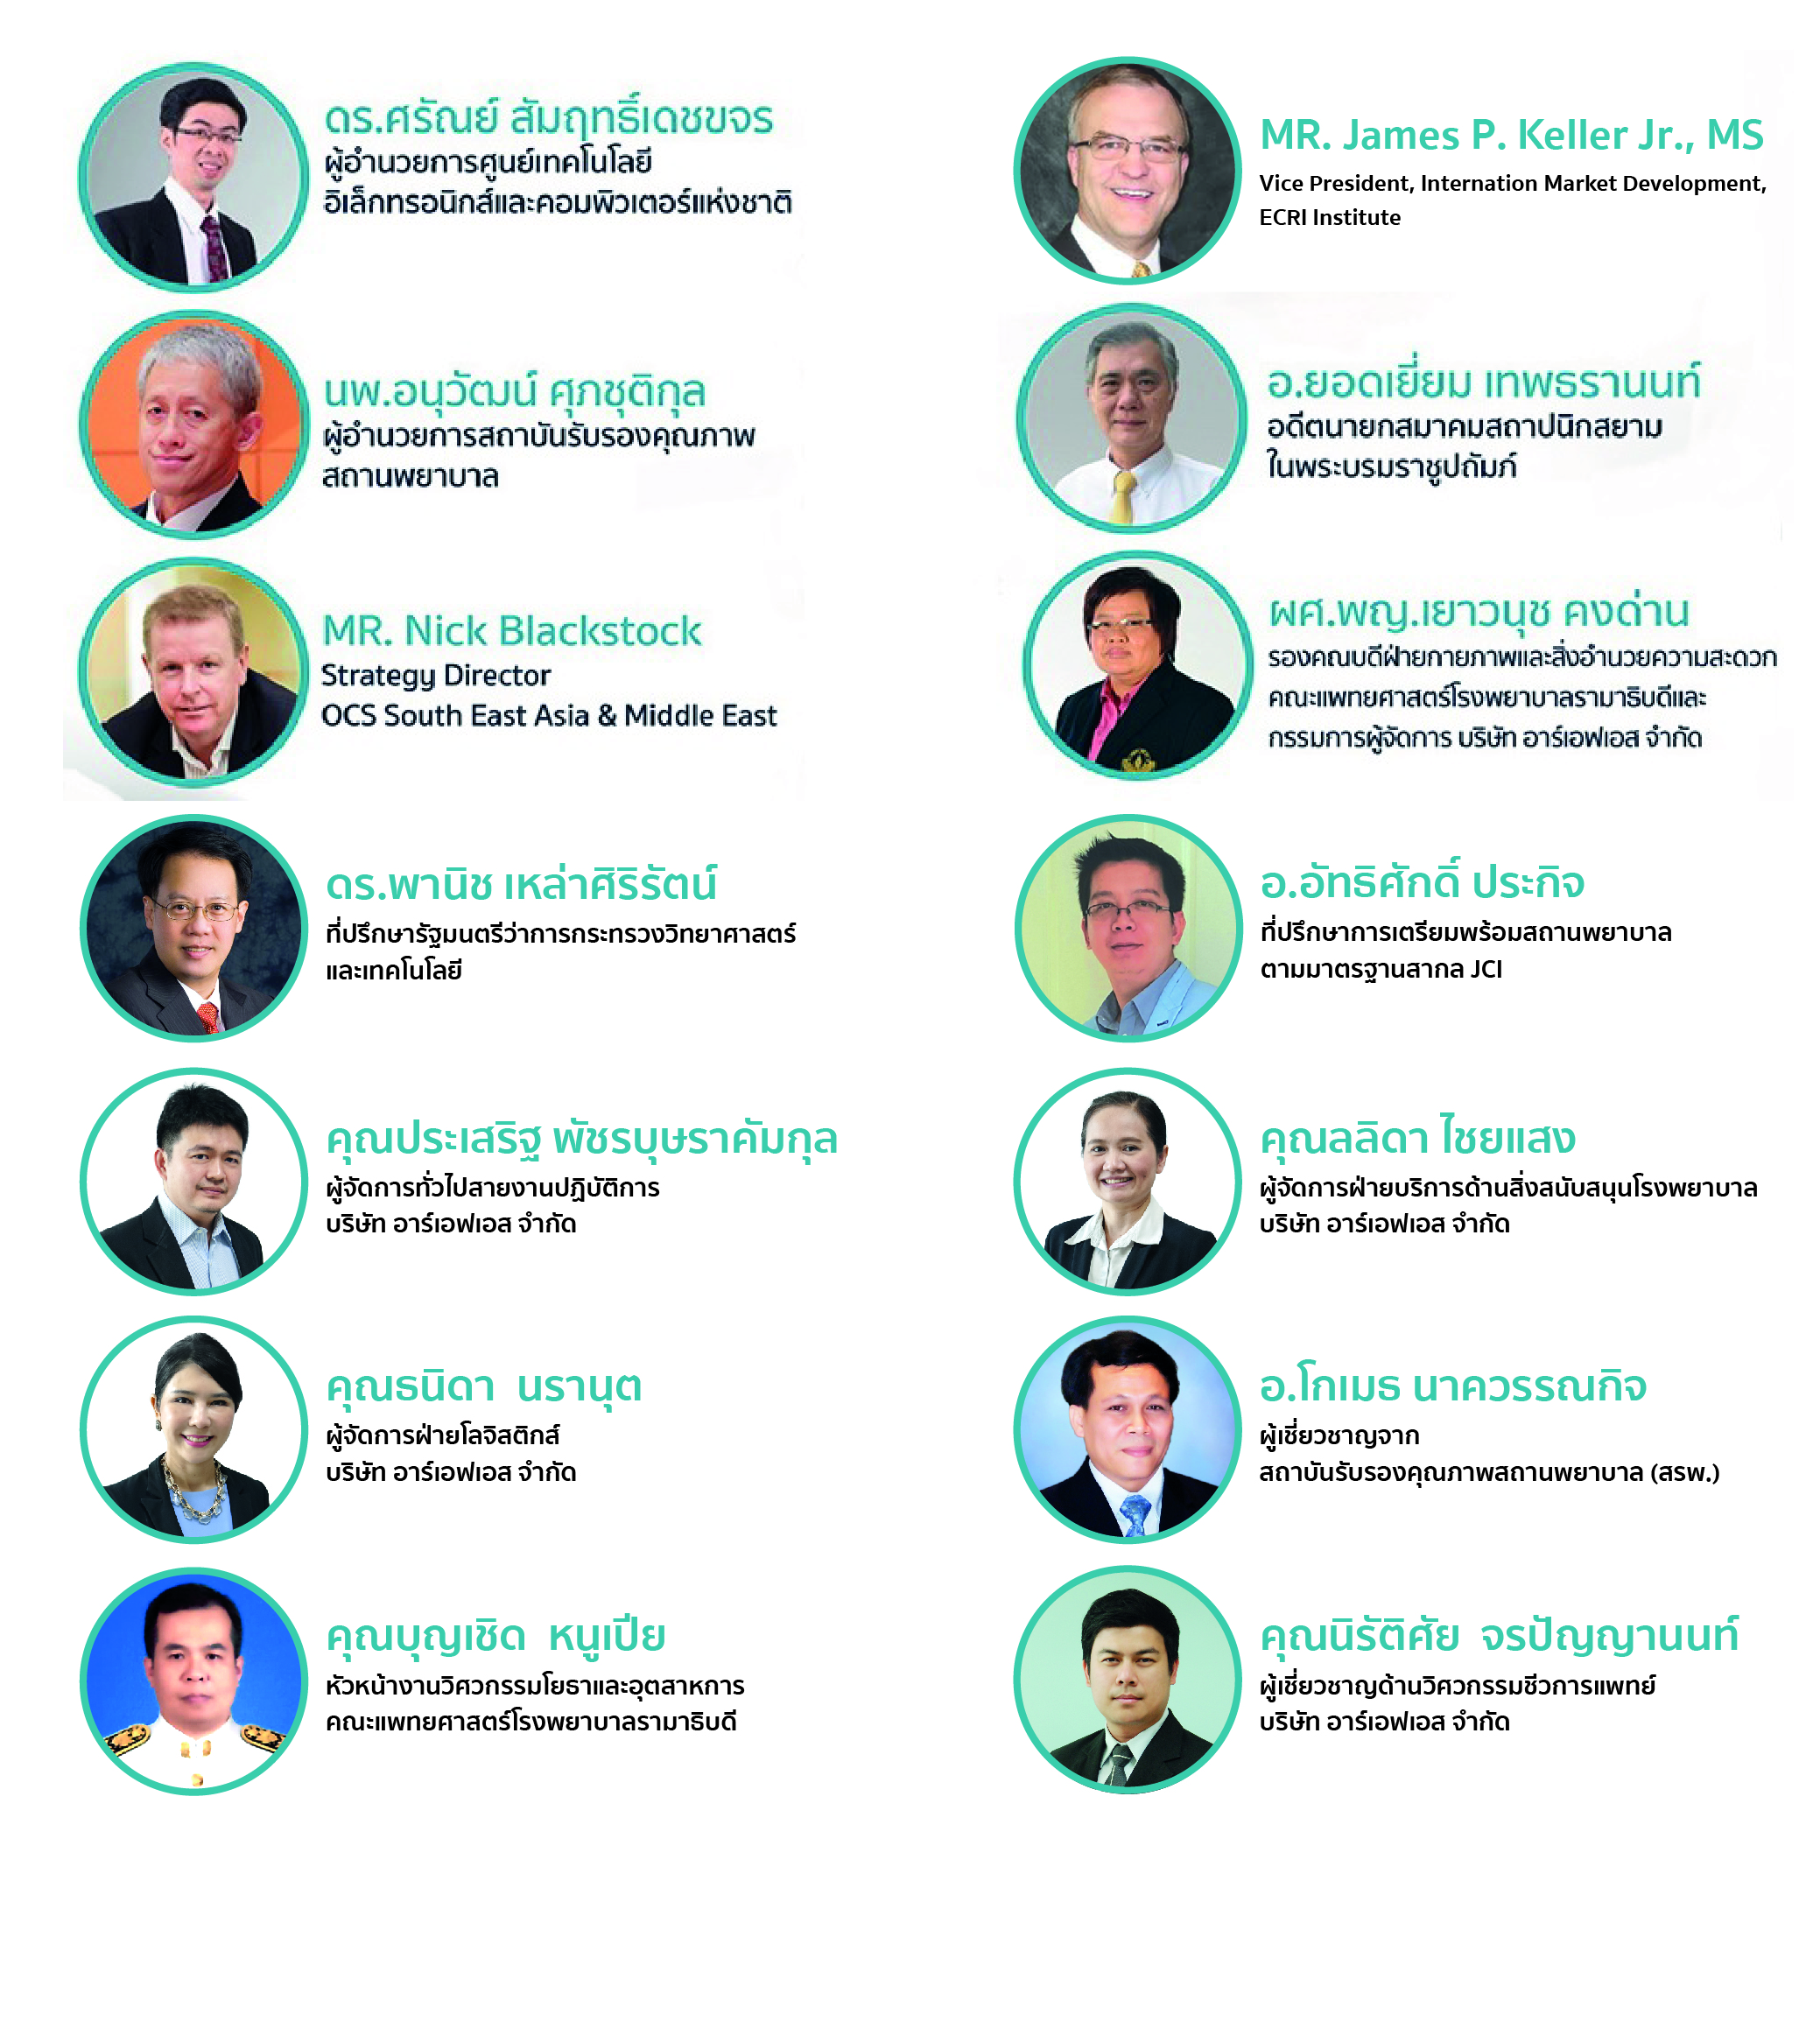 ดร.ศรัณย์ สัมฤทธิ์เดชขจร
ผู้อำนวยการศูนย์เทคโนโลยี
อิเล็กทรอนิกส์และคอมพิวเตอร์แห่งชาติ
MR. James P. Keller Jr., MS
Vice President, Internation Market Development,
ECRI Institute
นพ.อนุวัฒน์ ศุภชุติกุล
ผู้อำนวยการสถาบันรับรองคุณภาพ
สถานพยาบาล
อ.ยอดเยี่ยม เทพธรานนท์
อดีตนายกสมาคมสถาปนิกสยาม
ในพระบรมราชูปถัมภ์
MR. Nick Blackstock
Strategy Director
OCS South East Asia & Middle East
ผศ.พญ.เยาวนุช คงด่าน
รองคณบดีฝ่ายกายภาพและสิ่งอำนวยความสะดวก
คณะแพทยศาสตร์โรงพยาบาลรามาธิบดีและ
กรรมการผู้จัดการ บริษัท อาร์เอฟเอส จำกัด
ดร.พานิช เหล่าศิริรัตน์
ที่ปรึกษารัฐมนตรีว่าการกระทรวงวิทยาศาสตร์
และเทคโนโลยี
อ.อัทธิศักดิ์ ประกิจ
ที่ปรึกษาการเตรียมพร้อมสถานพยาบาล
ตามมาตรฐานสากล JCI
คุณประเสริฐ พัชรบุษราคัมกุล
ผู้จัดการทั่วไปสายงานปฏิบัติการ
บริษัท อาร์เอฟเอส จำกัด
คุณลลิดา ไชยแสง
ผู้จัดการฝ่ายบริการด้านสิ่งสนับสนุนโรงพยาบาล
บริษัท อาร์เอฟเอส จำกัด
คุณธนิดา นรานุต
ผู้จัดการฝ่ายโลจิสติกส์
บริษัท อาร์เอฟเอส จำกัด
อ.โกเมธ นาควรรณกิจ
ผู้เชี่ยวชาญจาก
สถาบันรับรองคุณภาพสถานพยาบาล (สรพ.)
คุณบุญเชิด หนูเปีย
หัวหน้างานวิศวกรรมโยธาและอุตสาหการ
คณะแพทยศาสตร์โรงพยาบาลรามาธิบดี
คุณนิรัติศัย จรปัญญานนท์
ผู้เชี่ยวชาญด้านวิศวกรรมชีวการแพทย์
บริษัท อาร์เอฟเอส จำกัด